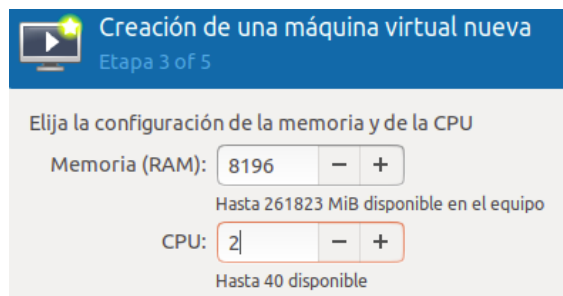 Creación de una máquina virtual nueva
Etapa 3 of 5
Elija la configuración de la memoria y de la CPU
Memoria (RAM): 8196 − +
Hasta 261823 MiB disponible en el equipo
CPU: 2 − +
Hasta 40 disponible